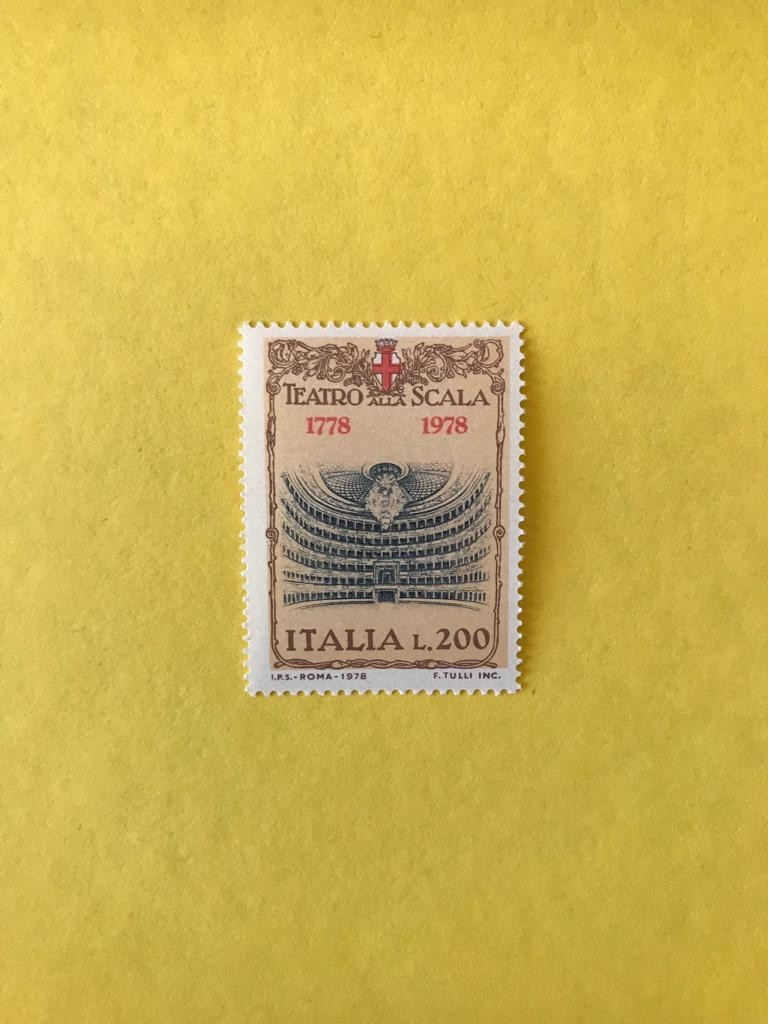 TEATRO ALLA SCALA
1778 1978
ITALIA L.200
I.P.S.-ROMA-1978 F. TULLI INC.